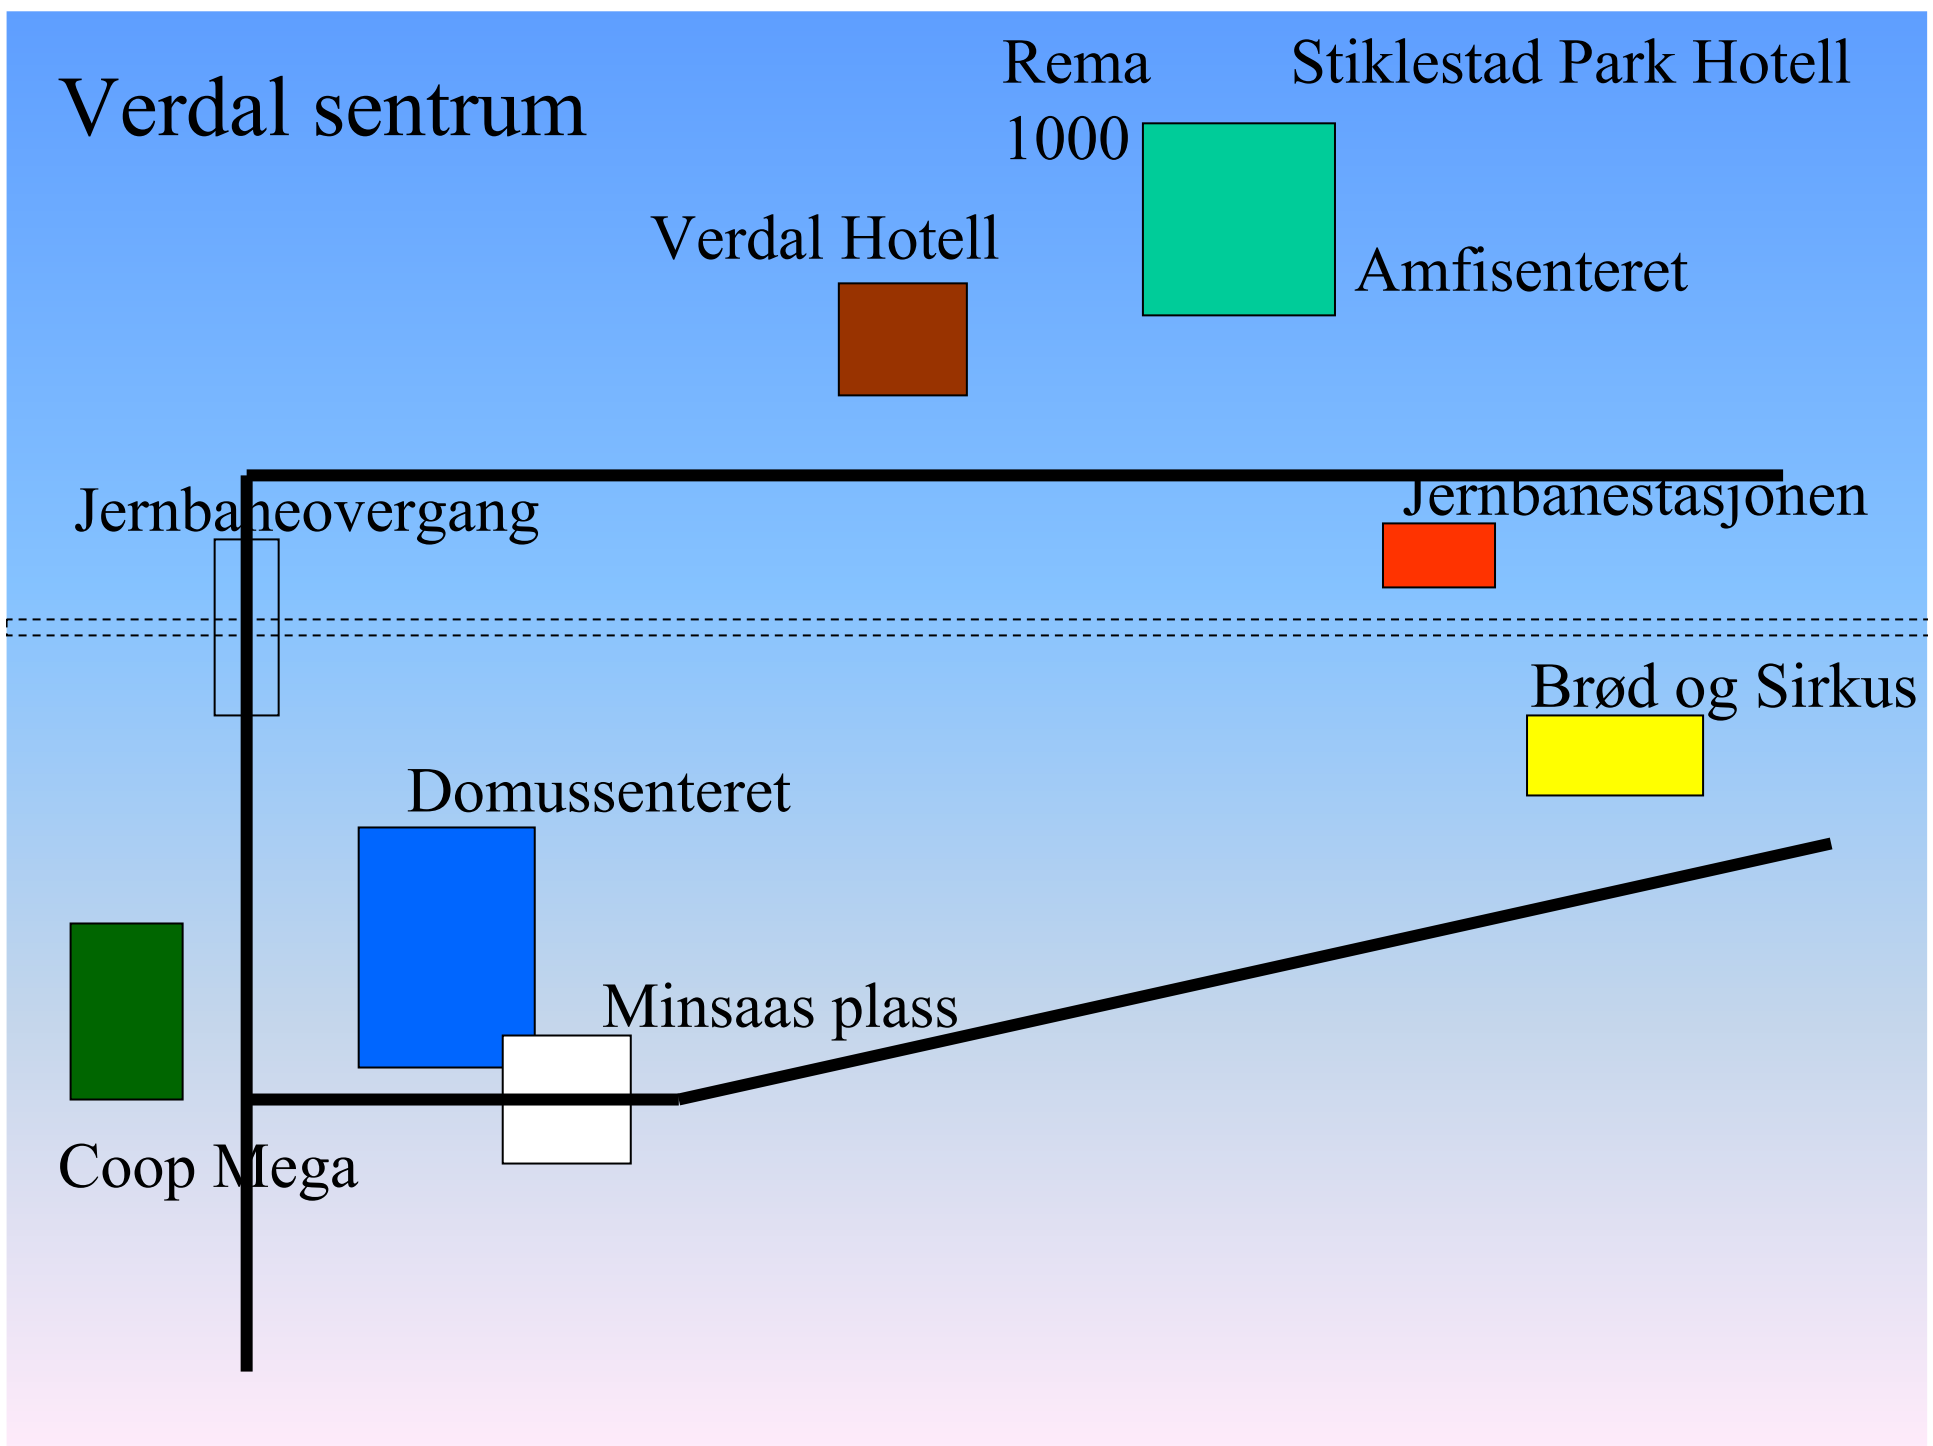 Verdal sentrum
Rema
1000
Stiklestad Park Hotell
Verdal Hotell
Amfisenteret
Jernbaneovergang
Jernbanestasjonen
Brød og Sirkus
Domussenteret
Minsaas plass
Coop Mega